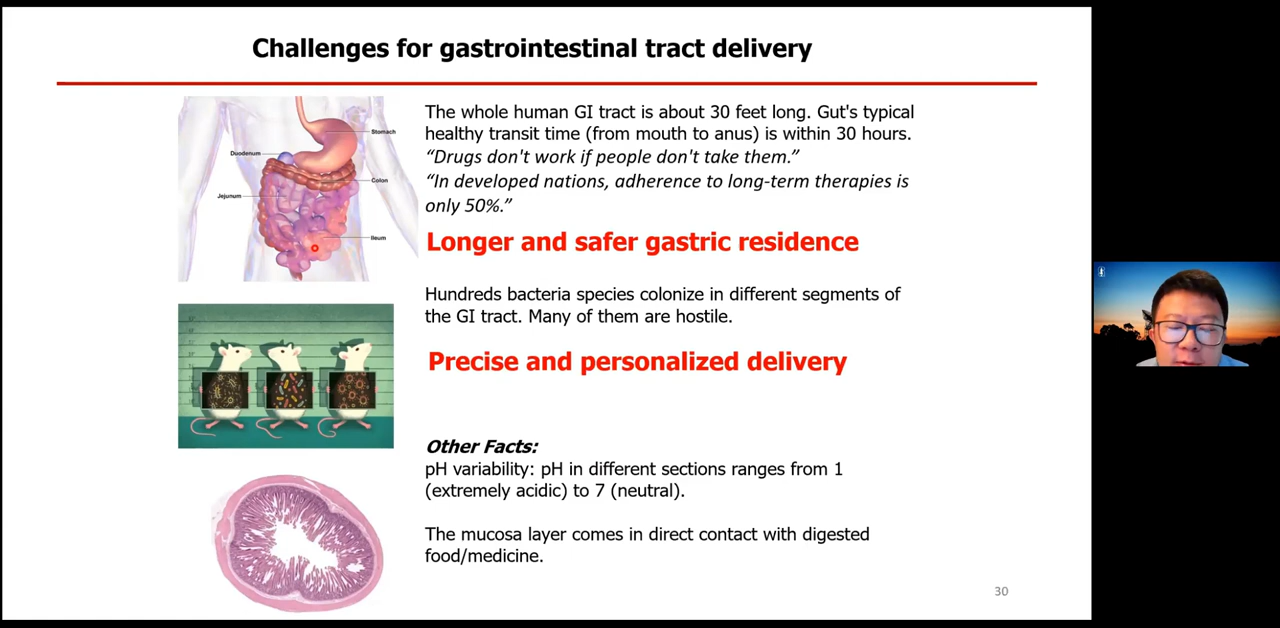 Challenges for gastrointestinal tract delivery
Stomach
Duodenum
Colon
Jejunum
Ileum
The whole human GI tract is about 30 feet long. Gut's typical
healthy transit time (from mouth to anus) is within 30 hours.
“Drugs don't work if people don't take them.”
“In developed nations, adherence to long-term therapies is
only 50%.”
Longer and safer gastric residence
Hundreds bacteria species colonize in different segments of
the GI tract. Many of them are hostile.
Precise and personalized delivery
Other Facts:
pH variability: pH in different sections ranges from 1
(extremely acidic) to 7 (neutral).
The mucosa layer comes in direct contact with digested
food/medicine.
30